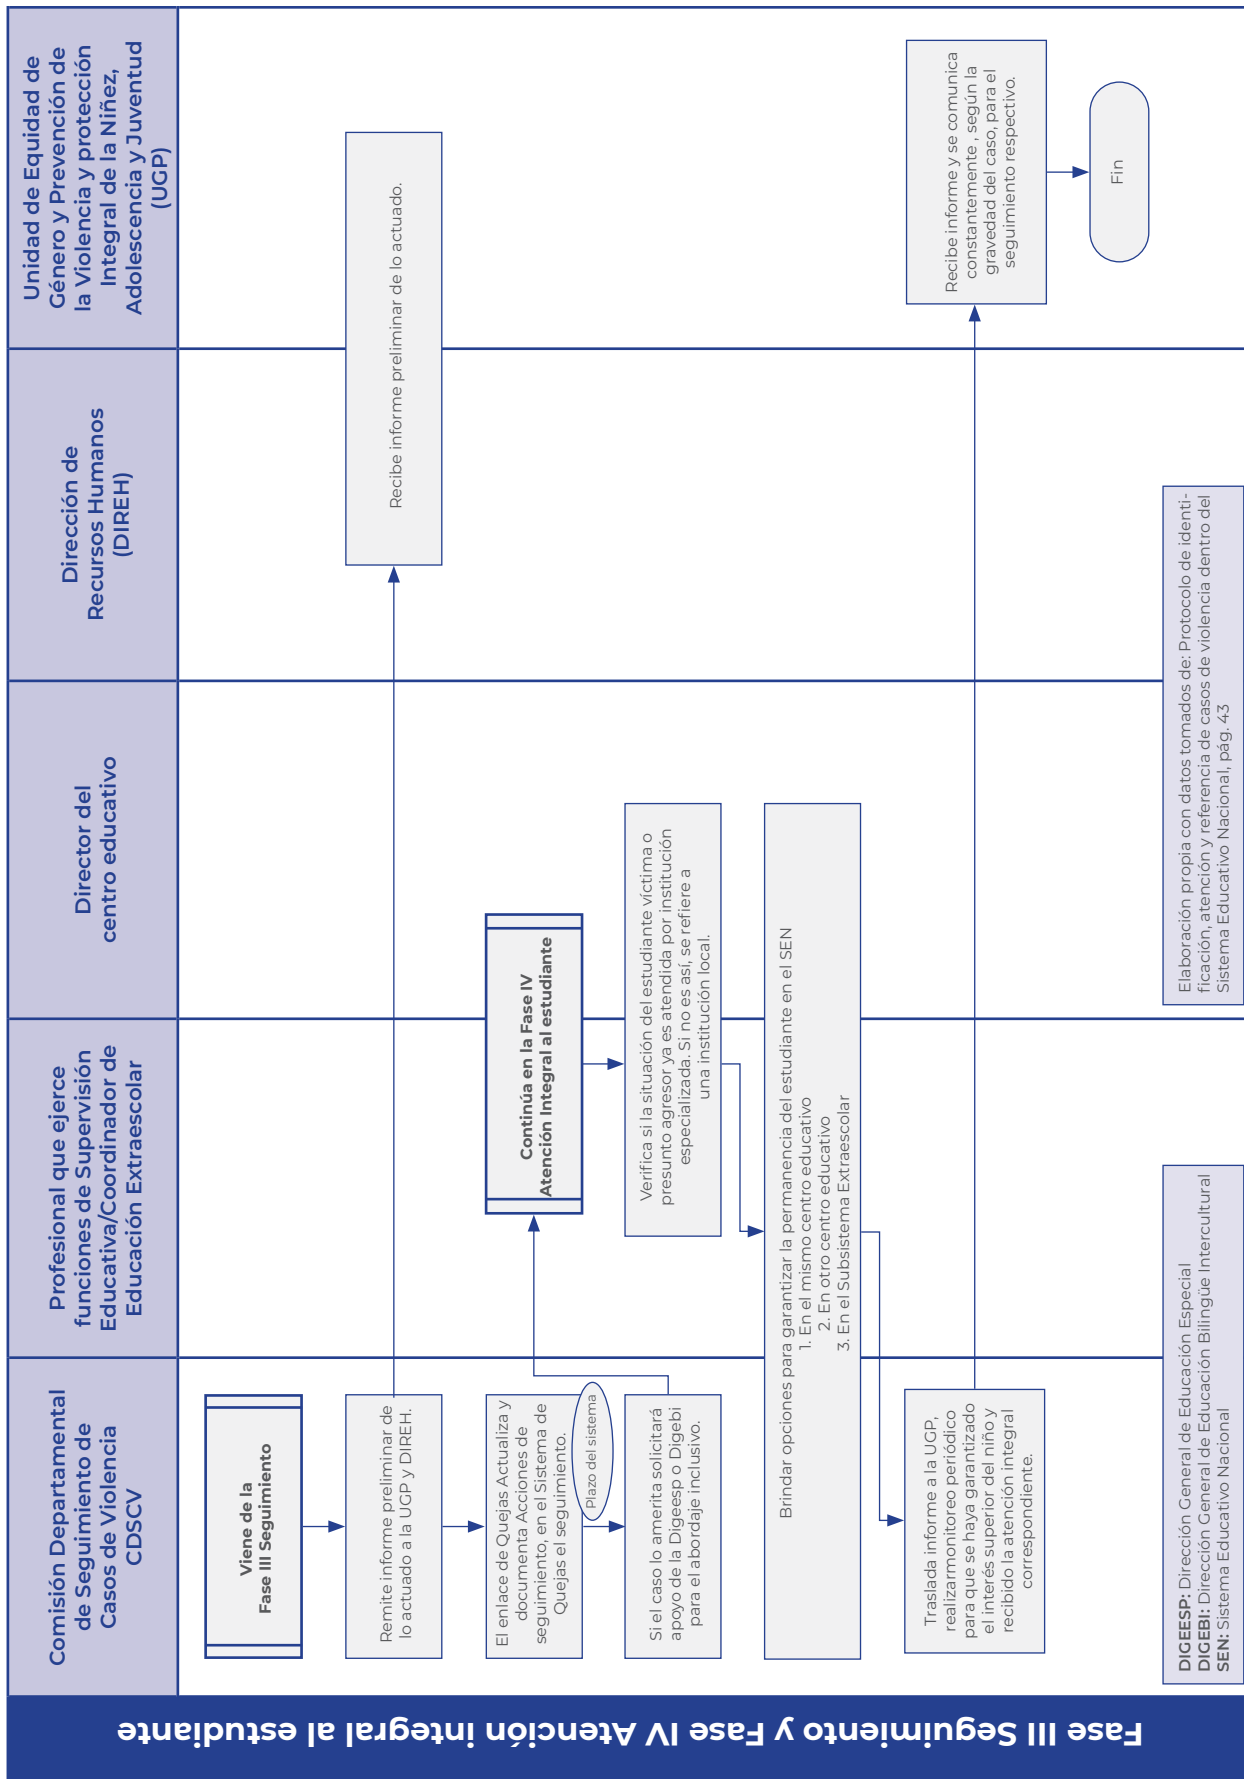 Fase III Seguimiento y Fase IV Atención integral al estudiante
Comisión Departamental
de Seguimiento de
Casos de Violencia
CDSCV
Profesional que ejerce
funciones de Supervisión
Educativa/Coordinador de
Educación Extraescolar
Director del
centro educativo
Dirección de
Recursos Humanos
(DIREH)
Unidad de Equidad de
Género y Prevención de
la Violencia y protección
Integral de la Niñez,
Adolescencia y Juventud
(UGP)
Viene de la
Fase III Seguimiento
Remite informe preliminar de
lo actuado a la UGP y DIREH.
Recibe informe preliminar de lo actuado.
El enlace de Quejas Actualiza y
documenta Acciones de
seguimiento, en el Sistema de
Quejas el seguimiento.
Plazo del sistema
Si el caso lo amerita solicitará
apoyo de la Digeesp o Digebi
para el abordaje inclusivo.
Continúa en la Fase IV
Atención Integral al estudiante
Verifica si la situación del estudiante víctima o
presunto agresor ya es atendida por institución
especializada. Si no es así, se refiere a
una institución local.
Brindar opciones para garantizar la permanencia del estudiante en el SEN
1. En el mismo centro educativo
2. En otro centro educativo
3. En el Subsistema Extraescolar
Traslada informe a la UGP,
realizarmonitoreo periódico
para que se haya garantizado
el interés superior del niño y
recibido la atención integral
correspondiente.
Recibe informe y se comunica
constantemente , según la
gravedad del caso, para el
seguimiento respectivo.
Fin
DIGEESP: Dirección General de Educación Especial
DIGEBI: Dirección General de Educación Bilingüe Intercultural
SEN: Sistema Educativo Nacional
Elaboración propia con datos tomados de: Protocolo de identi-
ficación, atención y referencia de casos de violencia dentro del
Sistema Educativo Nacional, pág. 43